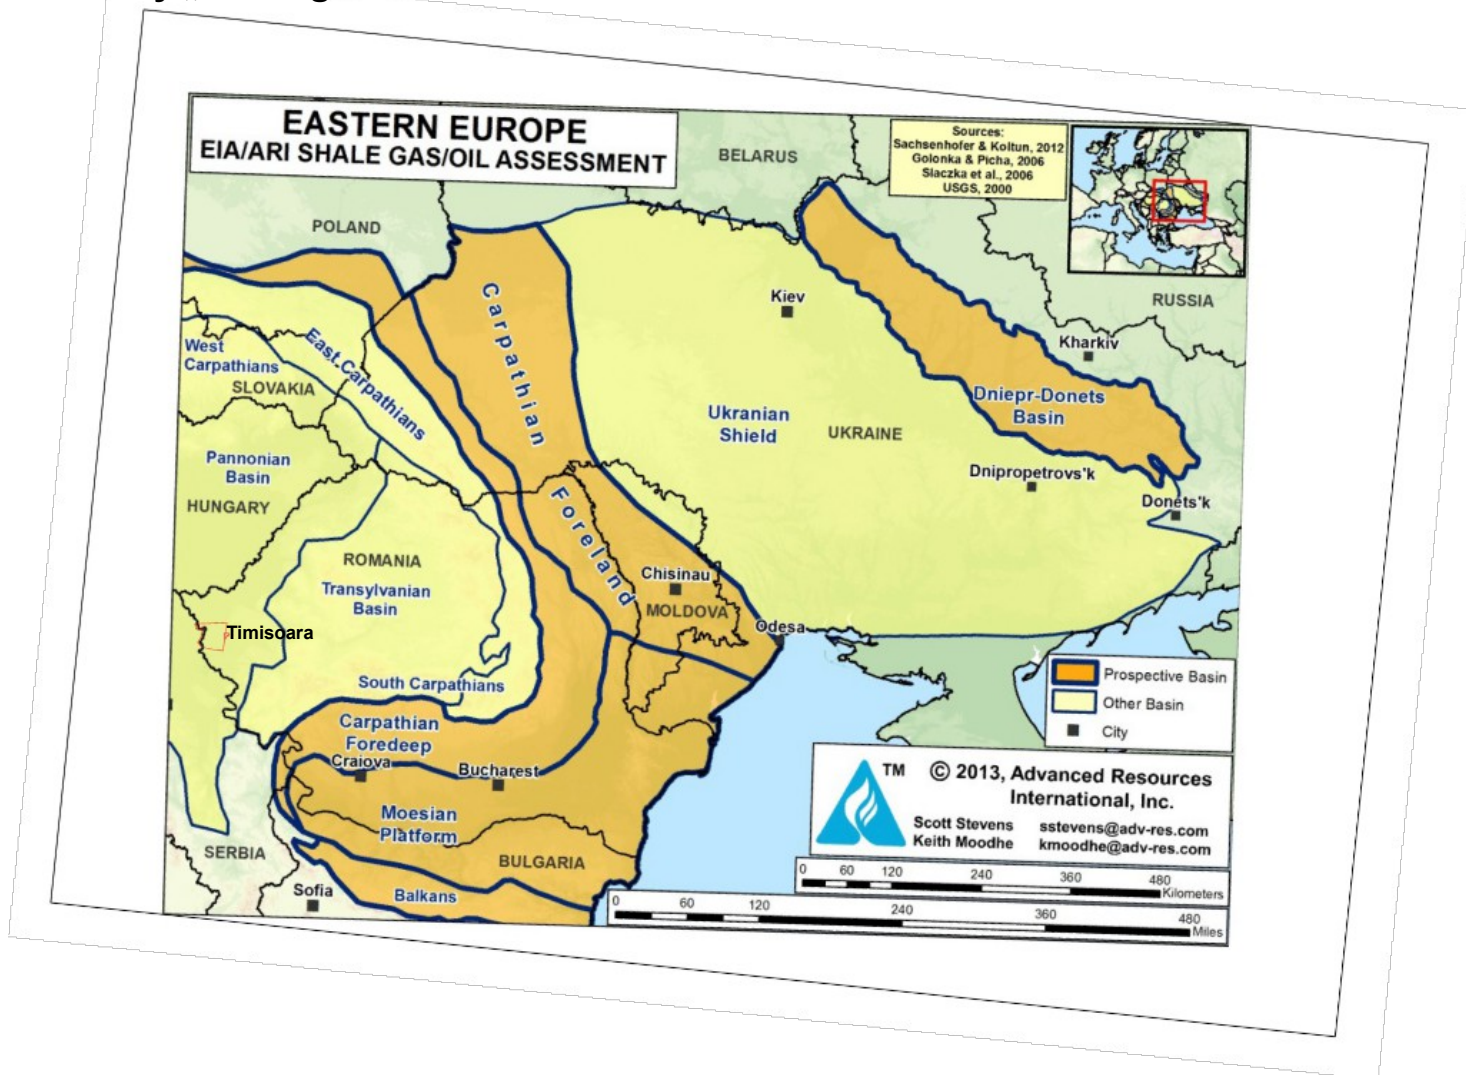 EASTERN EUROPE
EIA/ARI SHALE GAS/OIL ASSESSMENT
BELARUS
Sources:
Sachsenhofer & Koltun, 2012
Golonka & Picha, 2006
Slaczka et al., 2006
USGS, 2000
POLAND
RUSSIA
Kiev
Kharkiv
Carpathian
Foreland
East Carpathians
West
Carpathians
SLOVAKIA
Dniepr-Donets
Basin
Ukranian
Shield
UKRAINE
Pannonian
Basin
HUNGARY
Dnipropetrovs'k
Donets'k
ROMANIA
Transylvanian
Basin
Chisinau
MOLDOVA
Timisoara
Odesa
South Carpathians
Prospective Basin
Other Basin
City
Carpathian
Foredeep
Craiova
Bucharest
Moesian
Platform
BULGARIA
SERBIA
Sofia
Balkans
TM
© 2013, Advanced Resources
International, Inc.
Scott Stevens sstevens@adv-res.com
Keith Moodhe kmoodhe@adv-res.com
0 60 120 240 360 480
Kilometers
0 60 120 240 360 480
Miles